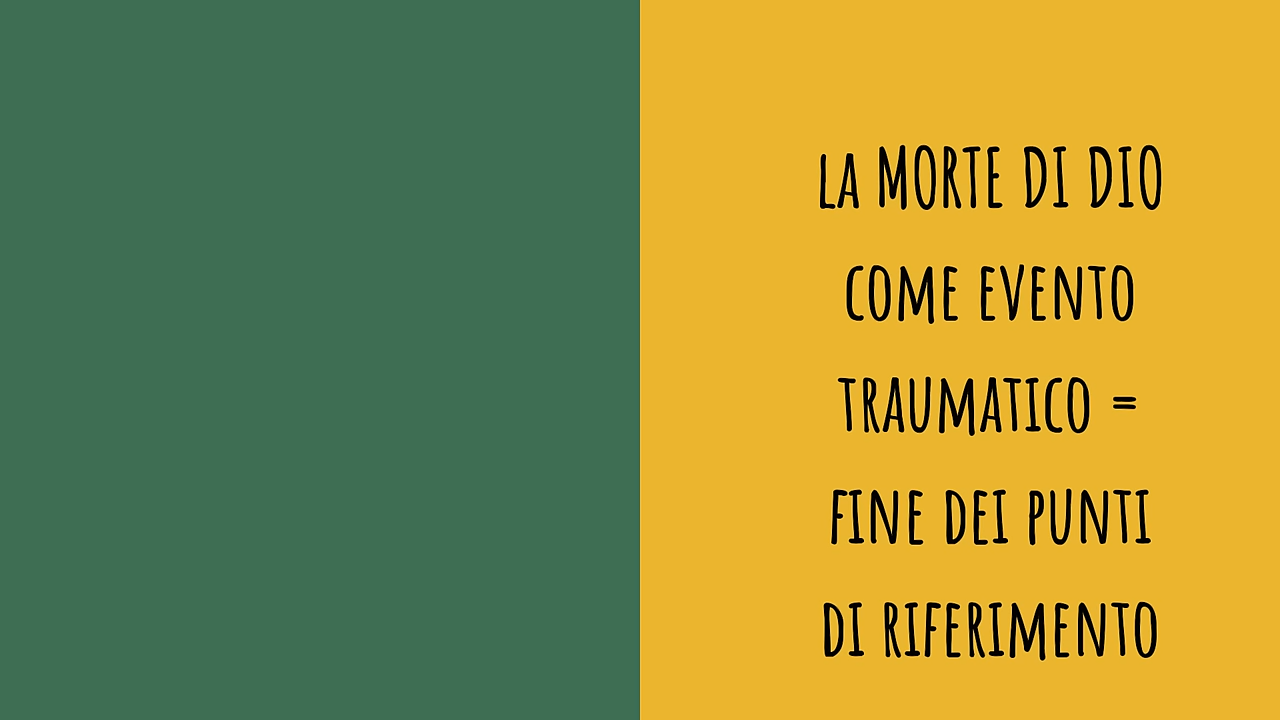 LA MORTE DI DIO
COME EVENTO
TRAUMATICO =
FINE DEI PUNTI
DI RIFERIMENTO